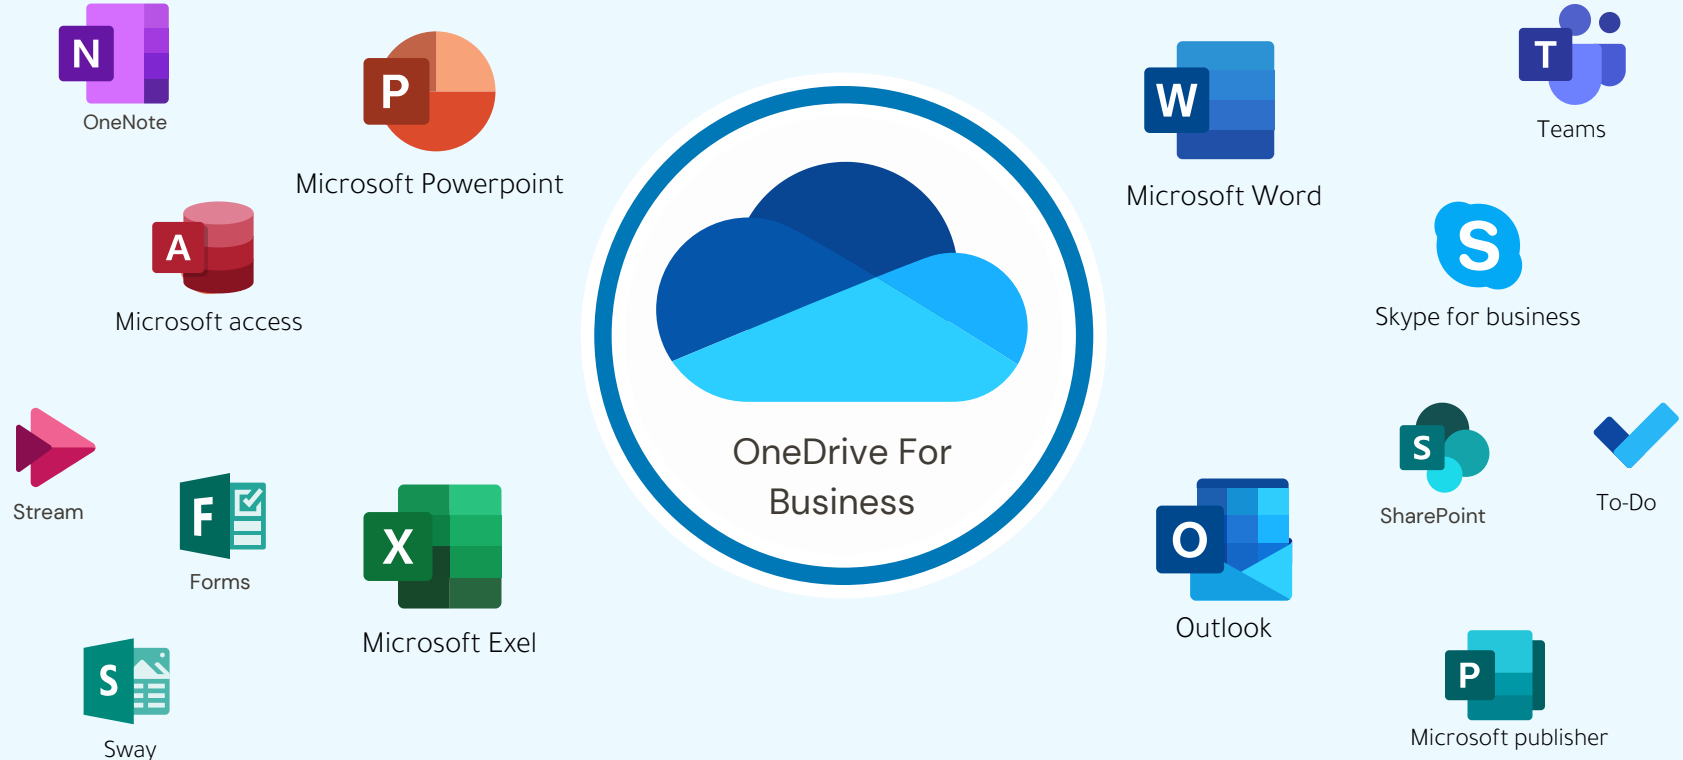 N
OneNote
P
Microsoft Powerpoint
A
Microsoft access
Stream
F
Forms
X
Microsoft Exel
S
Sway
OneDrive For
Business
W
Microsoft Word
T
Teams
S
Skype for business
S
SharePoint
To-Do
O
Outlook
P
Microsoft publisher